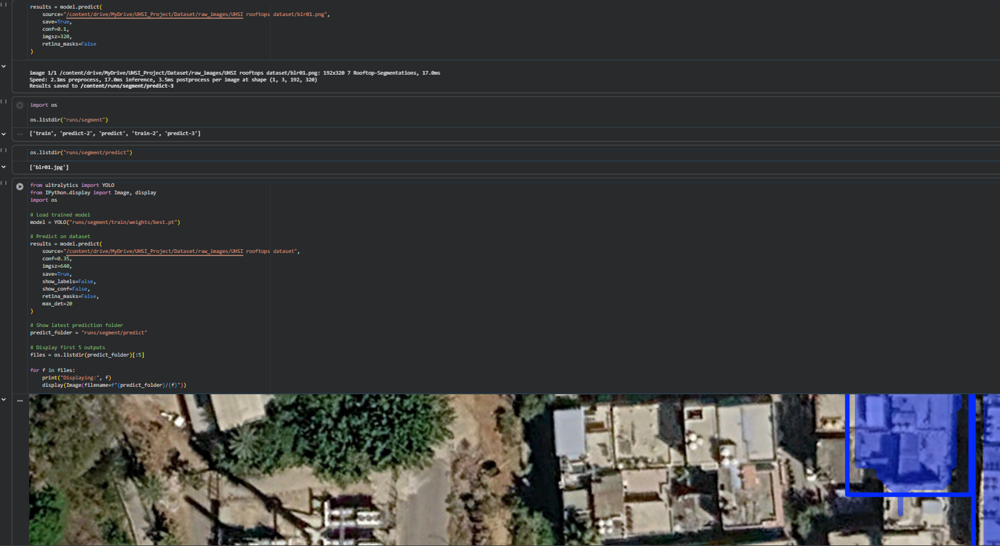 [ ]
results = model.predict(
source="/content/drive/MyDrive/UHSI_Project/Dataset/raw_images/UHSI rooftops dataset/blr01.png",
save=True,
conf=0.1,
imgsz=320,
retina_masks=False
)
image 1/1 /content/drive/MyDrive/UHSI_Project/Dataset/raw_images/UHSI rooftops dataset/blr01.png: 192x320 7 Rooftop-Segmentations, 17.0ms
Speed: 2.1ms preprocess, 17.0ms inference, 3.5ms postprocess per image at shape (1, 3, 192, 320)
Results saved to /content/runs/segment/predict-3
[ ]
import os
os.listdir("runs/segment")
['train', 'predict-2', 'predict', 'train-2', 'predict-3']
[ ]
os.listdir("runs/segment/predict")
['blr01.jpg']
[ ]
from ultralytics import YOLO
from IPython.display import Image, display
import os
# Load trained model
model = YOLO("runs/segment/train/weights/best.pt")
# Predict on dataset
results = model.predict(
source="/content/drive/MyDrive/UHSI_Project/Dataset/raw_images/UHSI rooftops dataset",
conf=0.35,
imgsz=640,
save=True,
show_labels=False,
show_conf=False,
retina_masks=False,
max_det=20
)
# Show latest prediction folder
predict_folder = "runs/segment/predict"
# Display first 5 outputs
files = os.listdir(predict_folder)[:5]
for f in files:
print("Displaying:", f)
display(Image(filename=f"{predict_folder}/{f}"))